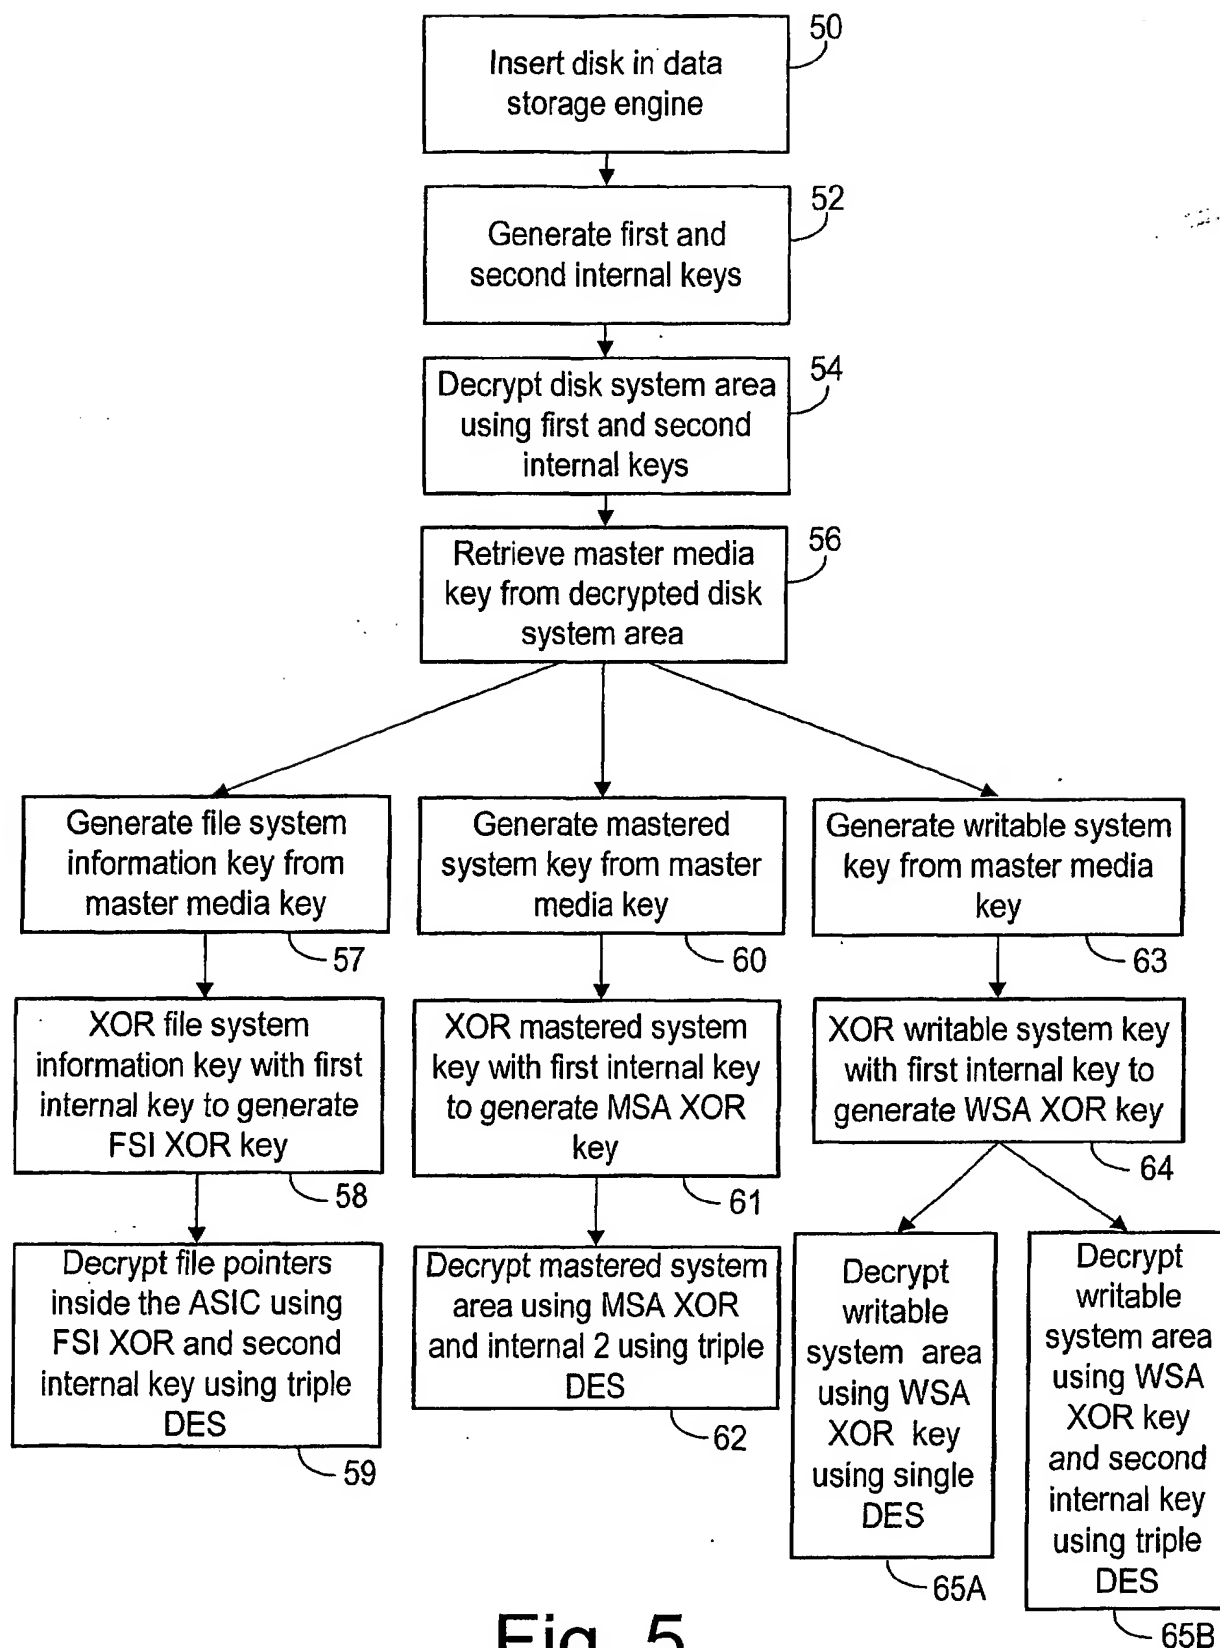 50
Insert disk in data
storage engine
52
Generate first and
second internal keys
54
Decrypt disk system area
using first and second
internal keys
56
Retrieve master media
key from decrypted disk
system area
Generate file system
information key from
master media key
57
Generate mastered
system key from master
media key
60
Generate writable system
key from master media
key
63
XOR file system
information key with first
internal key to generate
FSI XOR key
58
XOR mastered system
key with first internal key
to generate MSA XOR
key
61
XOR writable system key
with first internal key to
generate WSA XOR key
64
Decrypt file pointers
inside the ASIC using
FSI XOR and second
internal key using triple
DES
59
Decrypt mastered system
area using MSA XOR
and internal 2 using triple
DES
62
Decrypt
writable
system area
using WSA
XOR key
using single
DES
65A
Decrypt
writable
system area
using WSA
XOR key
and second
internal key
using triple
DES
65B
Fig. 5